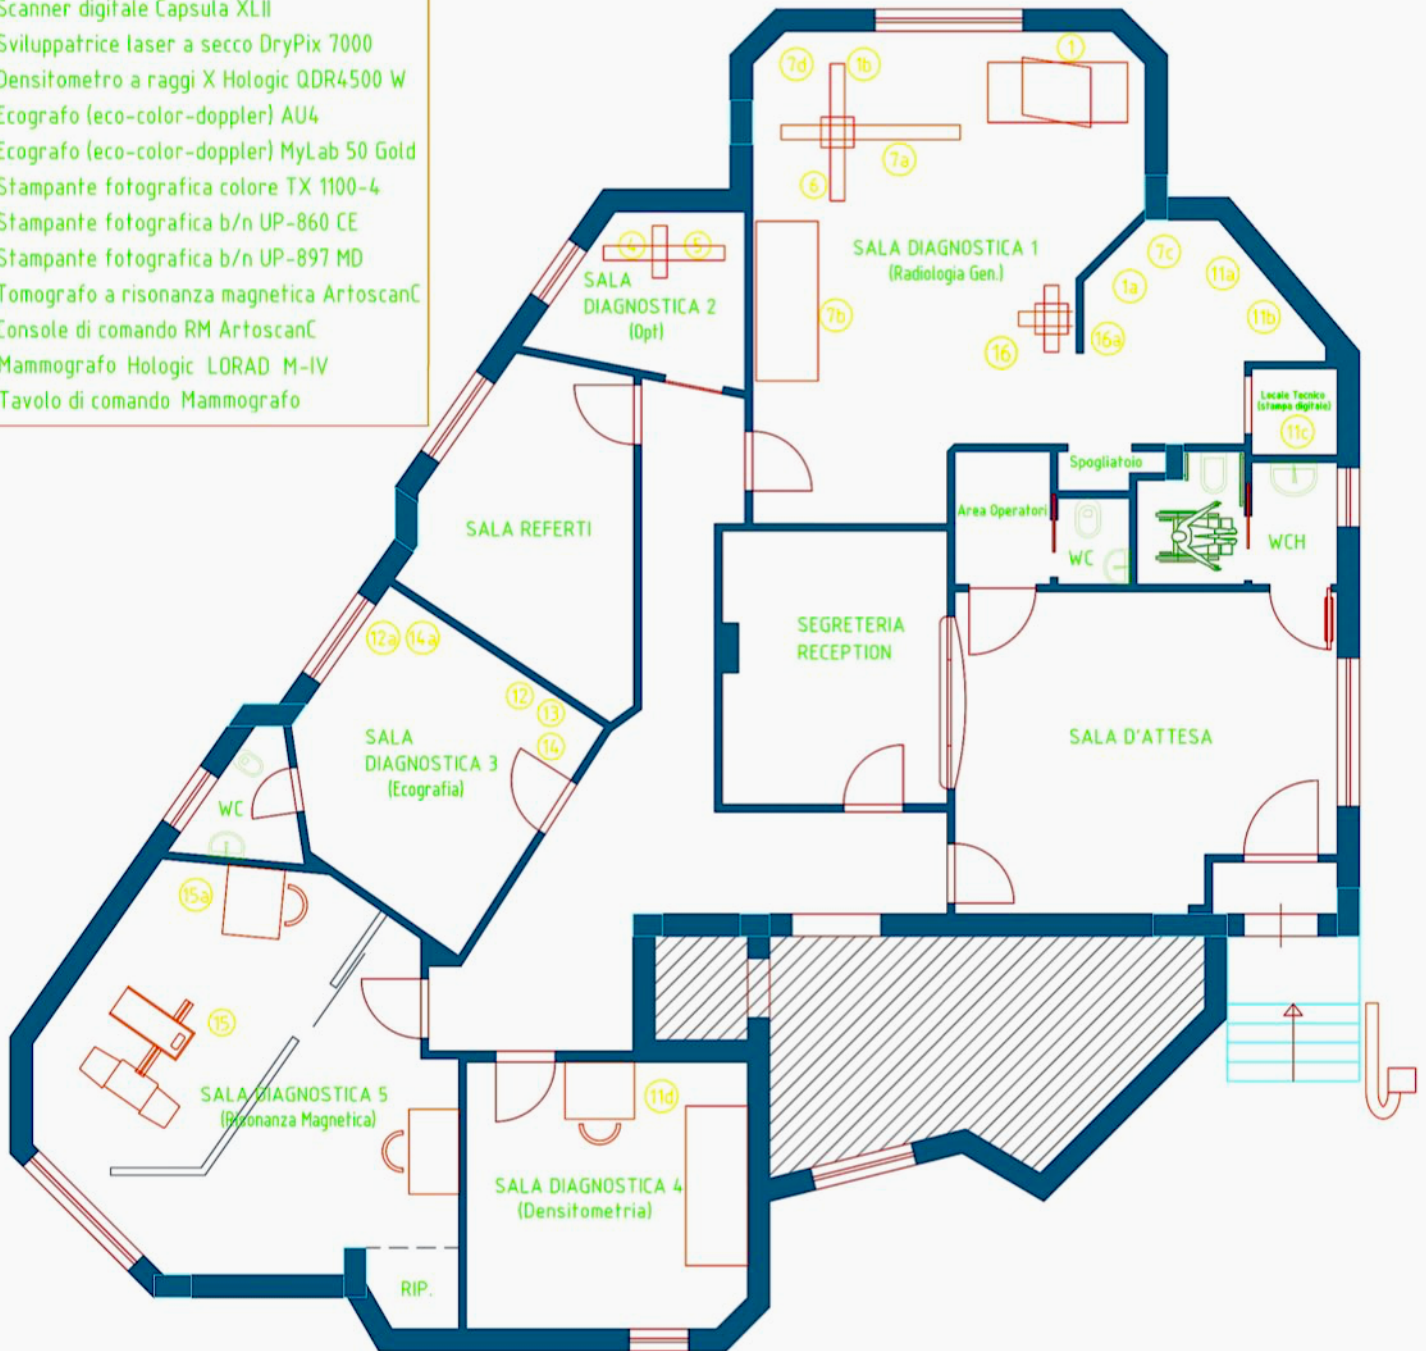 Scanner digitale Capsula XLII
Sviluppatrice laser a secco DryPix 7000
Densitometro a raggi X Hologic QDR4500 W
Ecografo (eco-color-doppler) AU4
Ecografo (eco-color-doppler) MyLab 50 Gold
Stampante fotografica colore TX 1100-4
Stampante fotografica b/n UP-860 CE
Stampante fotografica b/n UP-897 MD
Tomografo a risonanza magnetica ArtoscanC
Console di comando RM ArtoscanC
Mammografo Hologic LORAD M-IV
Tavolo di comando Mammografo
7d
1b
1
7a
6
4
5
SALA
DIAGNOSTICA 2
(Opt)
SALA DIAGNOSTICA 1
(Radiologia Gen.)
7b
16
7c
1a
11a
11b
16a
Locale Tecnico
(stampa digitale)
11c
Spogliatoio
Area Operatori
WC
WCH
SALA REFERTI
SEGRETERIA
RECEPTION
SALA D'ATTESA
12a
14a
12
13
14
SALA
DIAGNOSTICA 3
(Ecografia)
WC
15a
15
SALA DIAGNOSTICA 5
(Risonanza Magnetica)
11d
SALA DIAGNOSTICA 4
(Densitometria)
RIP.